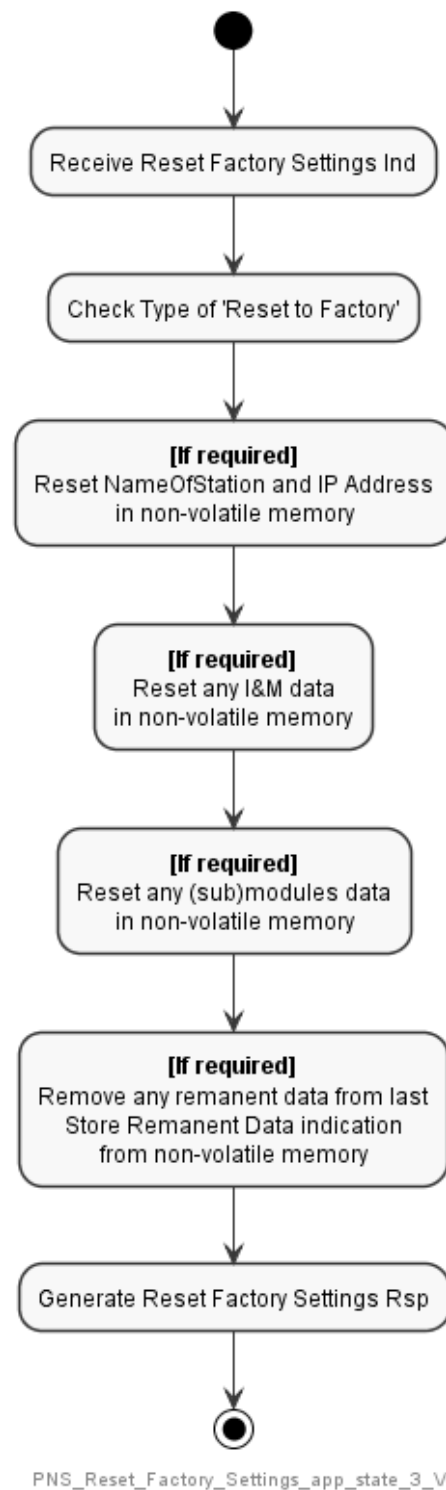 Receive Reset Factory Settings Ind
Check Type of 'Reset to Factory'
[If required]
Reset NameOfStation and IP Address
in non-volatile memory
[If required]
Reset any I&M data
in non-volatile memory
[If required]
Reset any (sub)modules data
in non-volatile memory
[If required]
Remove any remanent data from last
Store Remanent Data indication
from non-volatile memory
Generate Reset Factory Settings Rsp
PNS_Reset_Factory_Settings_app_state_3_V